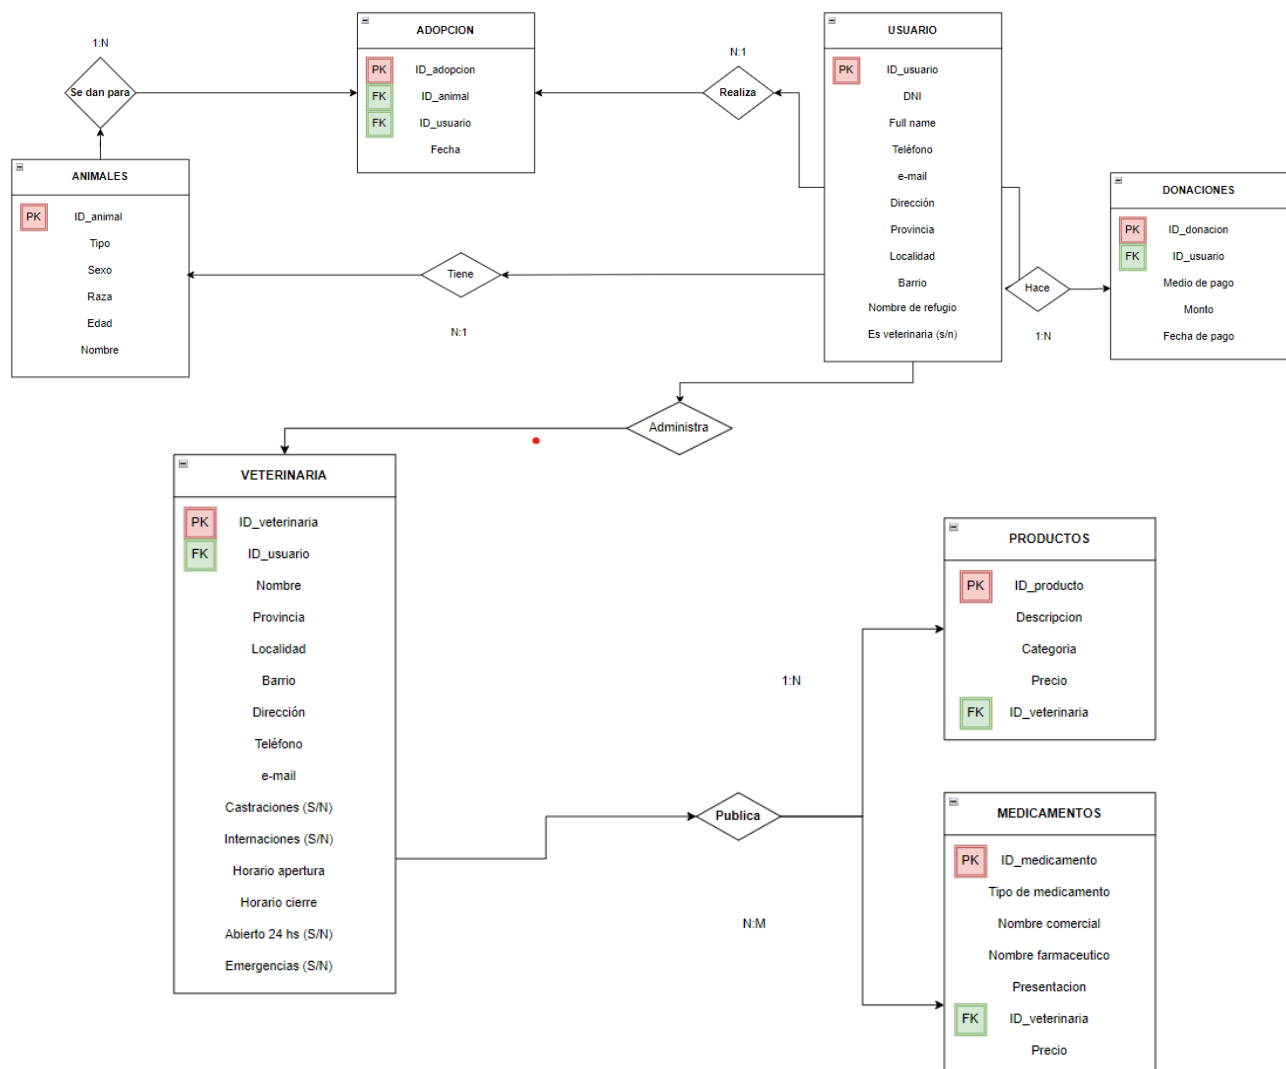 1:N
Se dan para
ADOPCION
PK ID_adopcion
FK ID_animal
FK ID_usuario
Fecha
N:1
Realiza
USUARIO
PK ID_usuario
DNI
Full name
Teléfono
e-mail
Dirección
Provincia
Localidad
Barrio
Nombre de refugio
Es veterinaria (s/n)
ANIMALES
PK ID_animal
Tipo
Sexo
Raza
Edad
Nombre
Tiene
N:1
DONACIONES
PK ID_donacion
FK ID_usuario
Medio de pago
Monto
Fecha de pago
Hace
1:N
Administra
VETERINARIA
PK ID_veterinaria
FK ID_usuario
Nombre
Provincia
Localidad
Barrio
Dirección
Teléfono
e-mail
Castraciones (S/N)
Internaciones (S/N)
Horario apertura
Horario cierre
Abierto 24 hs (S/N)
Emergencias (S/N)
1:N
Publica
N:M
PRODUCTOS
PK ID_producto
Descripcion
Categoria
Precio
FK ID_veterinaria
MEDICAMENTOS
PK ID_medicamento
Tipo de medicamento
Nombre comercial
Nombre farmaceutico
Presentacion
FK ID_veterinaria
Precio